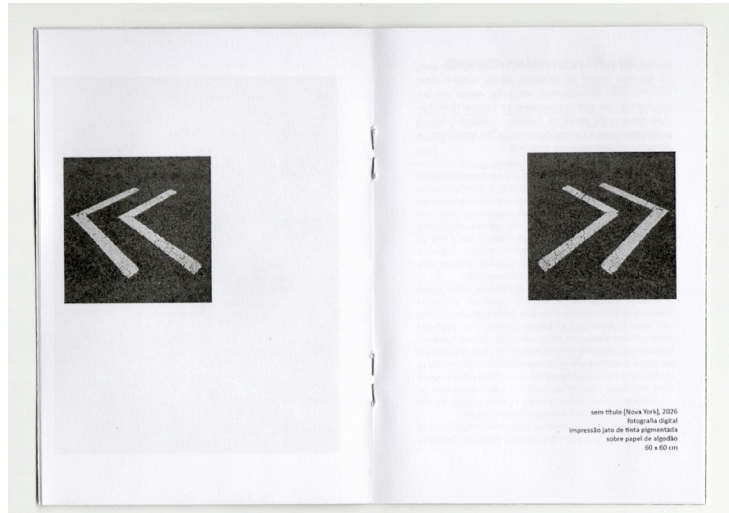 sem título [Nova York], 2026
fotografia digital
impressão jato de tinta pigmentada
sobre papel de algodão
60 x 60 cm